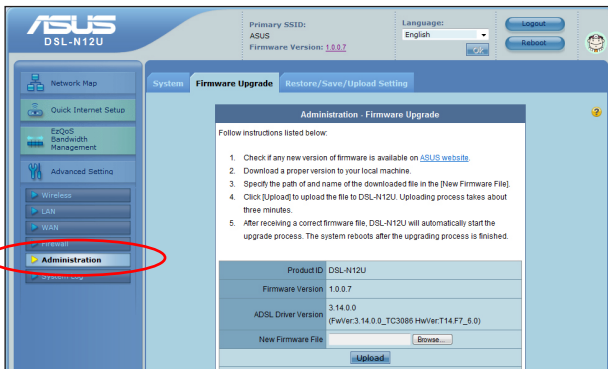 ASUS
DSL-N12U
Primary SSID:
ASUS
Firmware Version: 1.0.0.7
Language:
English
OK
Logout
Reboot
Network Map
Quick Internet Setup
EzQoS
Bandwidth
Management
Advanced Setting
Wireless
LAN
WAN
Firewall
Administration
System Log
System
Firmware Upgrade
Restore/Save/Upload Setting
Administration - Firmware Upgrade
Follow instructions listed below:
1. Check if any new version of firmware is available on ASUS website.
2. Download a proper version to your local machine.
3. Specify the path of and name of the downloaded file in the [New Firmware File].
4. Click [Upload] to upload the file to DSL-N12U. Uploading process takes about
three minutes.
5. After receiving a correct firmware file, DSL-N12U will automatically start the
upgrade process. The system reboots after the upgrading process is finished.
Product ID DSL-N12U
Firmware Version 1.0.0.7
ADSL Driver Version 3.14.0.0
(FwVer:3.14.0.0_TC3086 HwVer:T14.F7_6.0)
New Firmware File Browse...
Upload